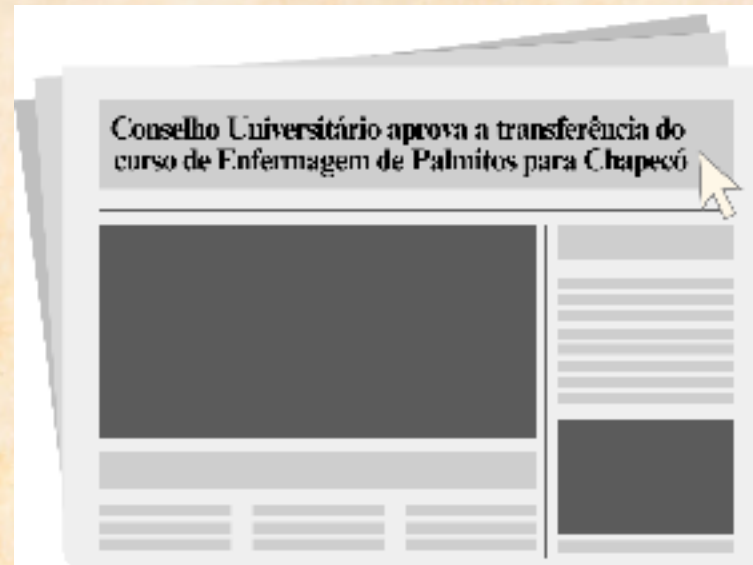 Conselho Universitário aprova a transferência do
curso de Enfermagem de Palmitos para Chapecó